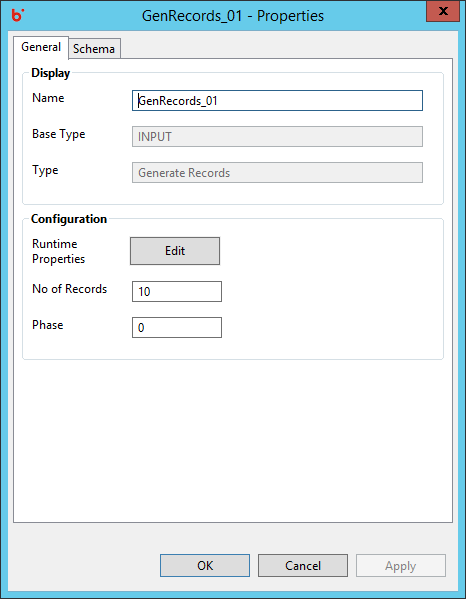 GenRecords_01 - Properties
General
Schema
Display
Name
GenRecords_01
Base Type
INPUT
Type
Generate Records
Configuration
Runtime
Properties
Edit
No of Records
10
Phase
0
OK
Cancel
Apply